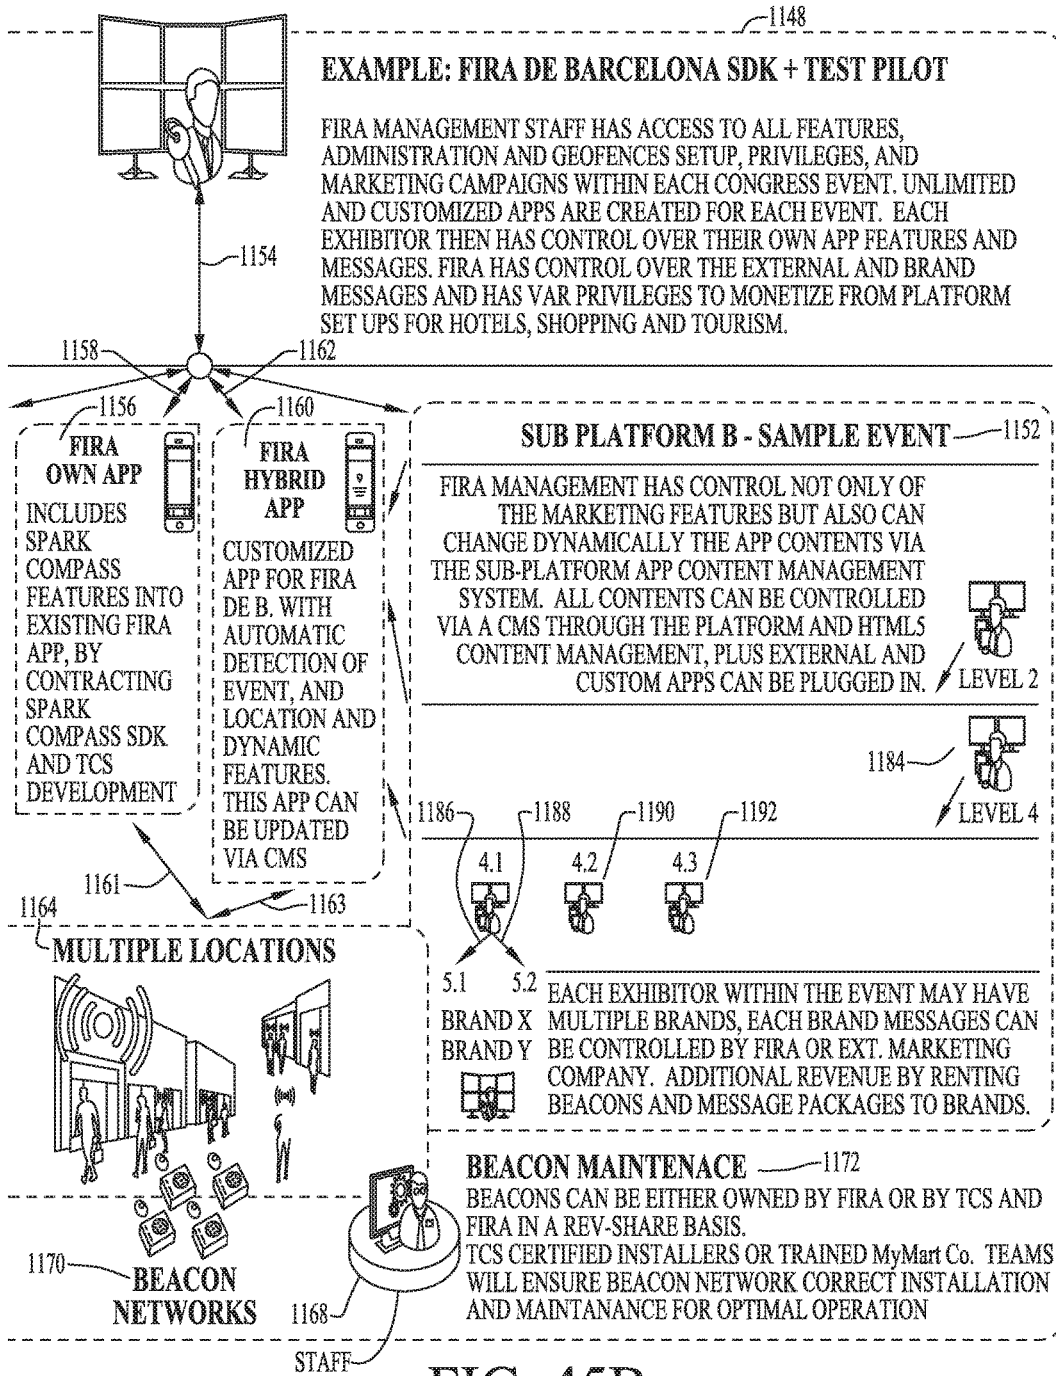 1148
EXAMPLE: FIRA DE BARCELONA SDK + TEST PILOT
FIRA MANAGEMENT STAFF HAS ACCESS TO ALL FEATURES,
ADMINISTRATION AND GEOFENCES SETUP, PRIVILEGES, AND
MARKETING CAMPAIGNS WITHIN EACH CONGRESS EVENT. UNLIMITED
AND CUSTOMIZED APPS ARE CREATED FOR EACH EVENT. EACH
EXHIBITOR THEN HAS CONTROL OVER THEIR OWN APP FEATURES AND
MESSAGES. FIRA HAS CONTROL OVER THE EXTERNAL AND BRAND
MESSAGES AND HAS VAR PRIVILEGES TO MONETIZE FROM PLATFORM
SET UPS FOR HOTELS, SHOPPING AND TOURISM.
1154
1158
1162
1156
FIRA
OWN APP
INCLUDES
SPARK
COMPASS
FEATURES INTO
EXISTING FIRA
APP, BY
CONTRACTING
SPARK
COMPASS SDK
AND TCS
DEVELOPMENT
1160
FIRA
HYBRID
APP
CUSTOMIZED
APP FOR FIRA
DE B. WITH
AUTOMATIC
DETECTION OF
EVENT, AND
LOCATION AND
DYNAMIC
FEATURES.
THIS APP CAN
BE UPDATED
VIA CMS
1161
1163
SUB PLATFORM B - SAMPLE EVENT 1152
FIRA MANAGEMENT HAS CONTROL NOT ONLY OF
THE MARKETING FEATURES BUT ALSO CAN
CHANGE DYNAMICALLY THE APP CONTENTS VIA
THE SUB-PLATFORM APP CONTENT MANAGEMENT
SYSTEM. ALL CONTENTS CAN BE CONTROLLED
VIA A CMS THROUGH THE PLATFORM AND HTML5
CONTENT MANAGEMENT, PLUS EXTERNAL AND
CUSTOM APPS CAN BE PLUGGED IN.
LEVEL 2
1184
LEVEL 4
1186 1188 1190 1192
4.1 4.2 4.3
5.1 5.2
BRAND X
BRAND Y
EACH EXHIBITOR WITHIN THE EVENT MAY HAVE
MULTIPLE BRANDS, EACH BRAND MESSAGES CAN
BE CONTROLLED BY FIRA OR EXT. MARKETING
COMPANY. ADDITIONAL REVENUE BY RENTING
BEACONS AND MESSAGE PACKAGES TO BRANDS.
1164
MULTIPLE LOCATIONS
1170
BEACON
NETWORKS
1168
STAFF
BEACON MAINTENACE 1172
BEACONS CAN BE EITHER OWNED BY FIRA OR BY TCS AND
FIRA IN A REV-SHARE BASIS.
TCS CERTIFIED INSTALLERS OR TRAINED MyMart Co. TEAMS
WILL ENSURE BEACON NETWORK CORRECT INSTALLATION
AND MAINTANANCE FOR OPTIMAL OPERATION